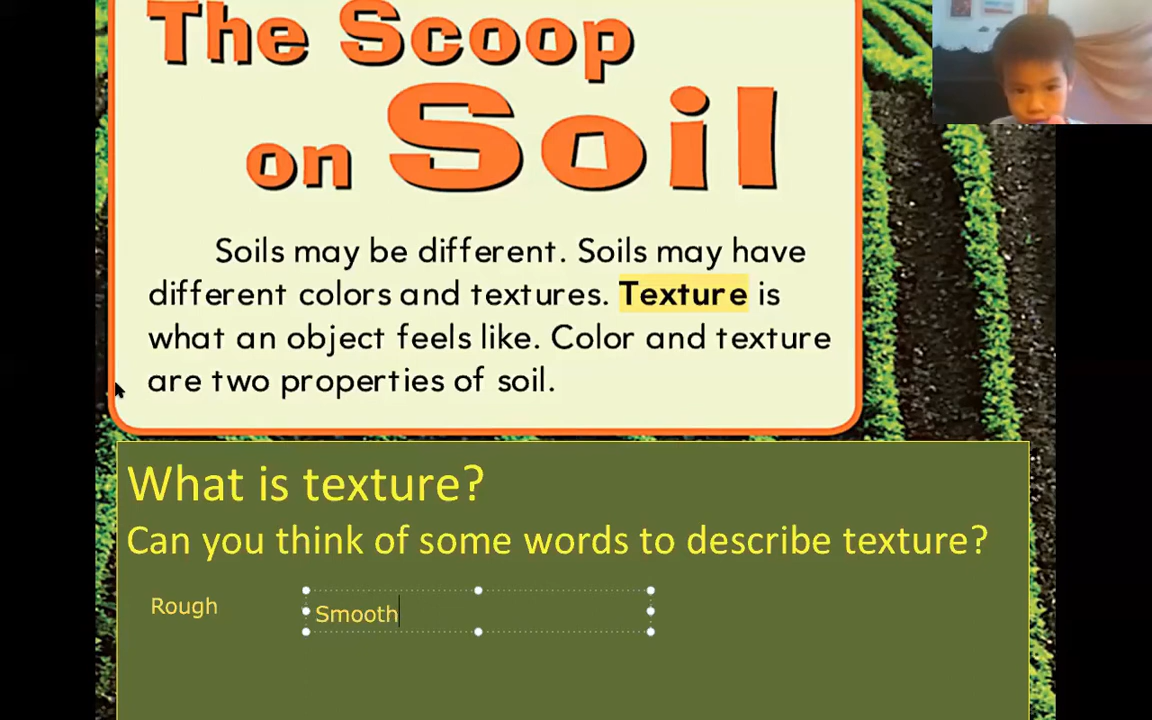 The Scoop
on Soil
Soils may be different. Soils may have
different colors and textures. Texture is
what an object feels like. Color and texture
are two properties of soil.
What is texture?
Can you think of some words to describe texture?
Rough
Smooth